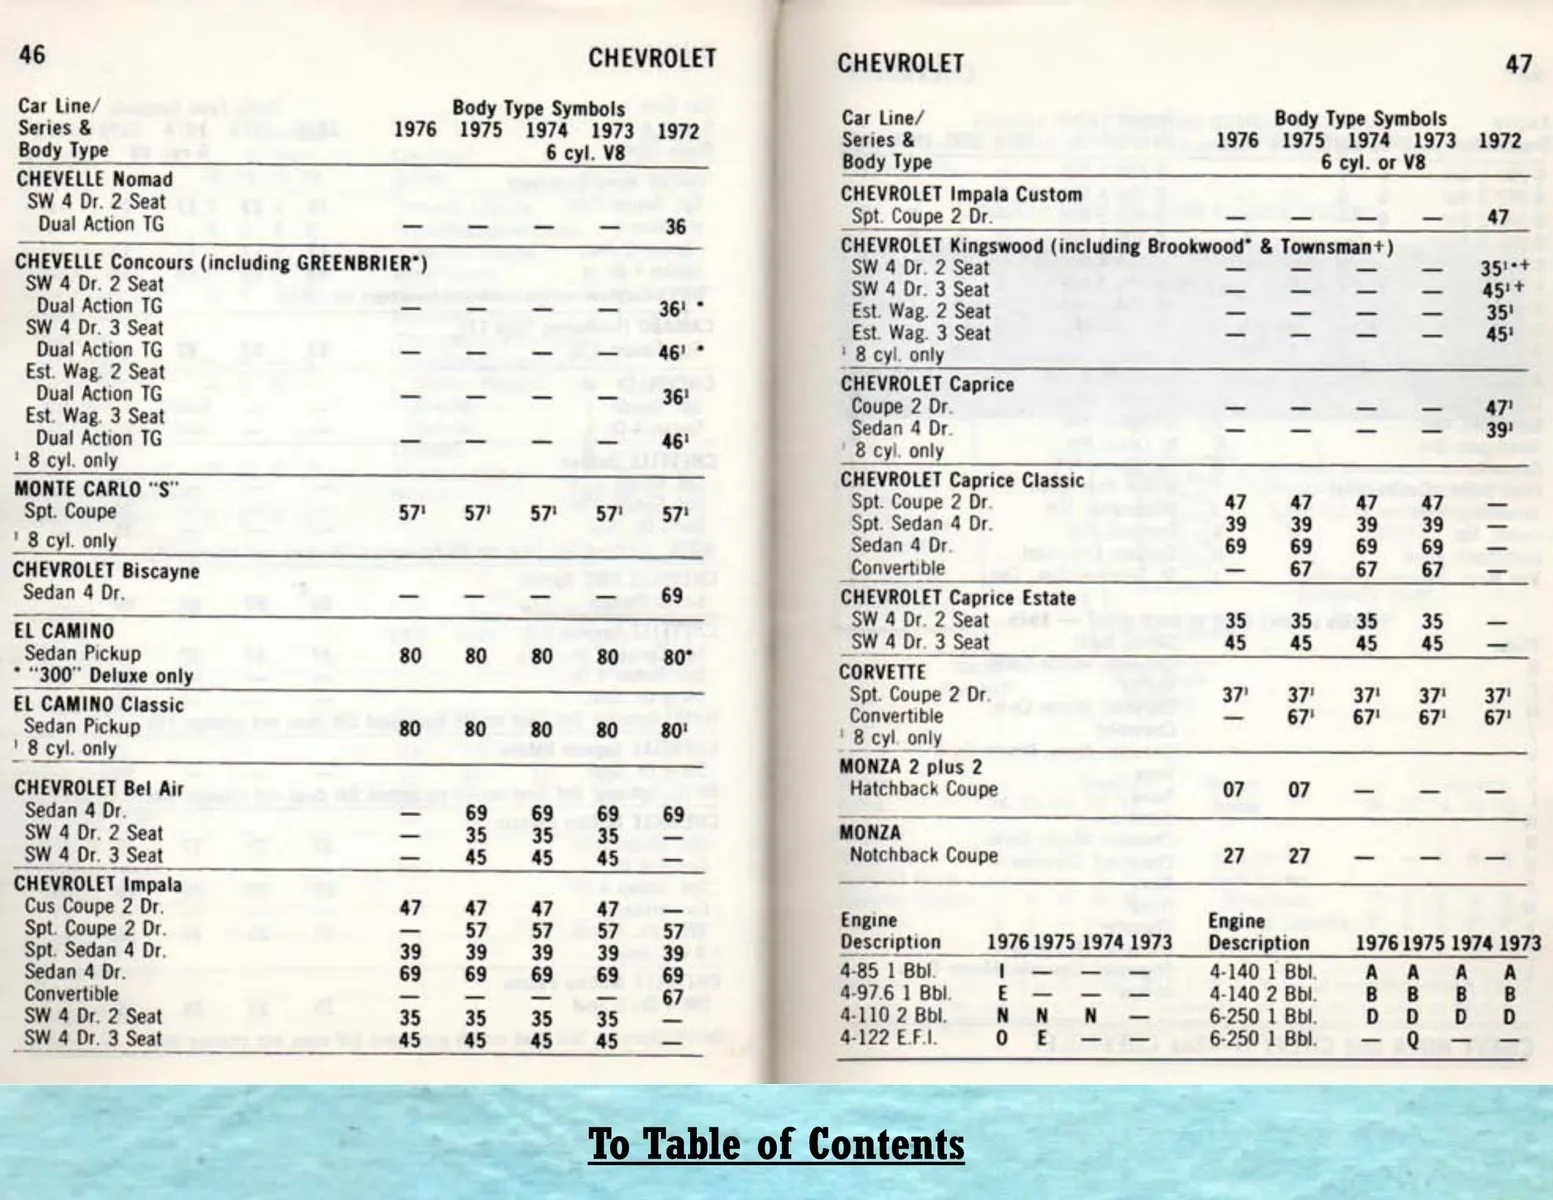 46 CHEVROLET
Car Line/ Body Type Symbols
Series & 1976 1975 1974 1973 1972
Body Type 6 cyl. V8
CHEVELLE Nomad
SW 4 Dr. 2 Seat
Dual Action TG — — — — 36
CHEVELLE Concours (including GREENBRIER*)
SW 4 Dr. 2 Seat
Dual Action TG — — — — 36¹ *
SW 4 Dr. 3 Seat
Dual Action TG — — — — 46¹ *
Est. Wag. 2 Seat
Dual Action TG — — — — 36¹
Est. Wag. 3 Seat
Dual Action TG — — — — 46¹
¹ 8 cyl. only
MONTE CARLO "S"
Spt. Coupe 57¹ 57¹ 57¹ 57¹ 57¹
¹ 8 cyl. only
CHEVROLET Biscayne
Sedan 4 Dr. — — — — 69
EL CAMINO
Sedan Pickup 80 80 80 80 80*
* "300" Deluxe only
EL CAMINO Classic
Sedan Pickup 80 80 80 80 80¹
¹ 8 cyl. only
CHEVROLET Bel Air
Sedan 4 Dr. — 69 69 69 69
SW 4 Dr. 2 Seat — 35 35 35 —
SW 4 Dr. 3 Seat — 45 45 45 —
CHEVROLET Impala
Cus Coupe 2 Dr. 47 47 47 47 —
Spt. Coupe 2 Dr. — 57 57 57 57
Spt. Sedan 4 Dr. 39 39 39 39 39
Sedan 4 Dr. 69 69 69 69 69
Convertible — — — — 67
SW 4 Dr. 2 Seat 35 35 35 35 —
SW 4 Dr. 3 Seat 45 45 45 45 —
CHEVROLET 47
Car Line/ Body Type Symbols
Series & 1976 1975 1974 1973 1972
Body Type 6 cyl. or V8
CHEVROLET Impala Custom
Spt. Coupe 2 Dr. — — — — 47
CHEVROLET Kingswood (including Brookwood* & Townsman+)
SW 4 Dr. 2 Seat — — — — 35¹*+
SW 4 Dr. 3 Seat — — — — 45¹+
Est. Wag. 2 Seat — — — — 35¹
Est. Wag. 3 Seat — — — — 45¹
¹ 8 cyl. only
CHEVROLET Caprice
Coupe 2 Dr. — — — — 47¹
Sedan 4 Dr. — — — — 39¹
¹ 8 cyl. only
CHEVROLET Caprice Classic
Spt. Coupe 2 Dr. 47 47 47 47 —
Spt. Sedan 4 Dr. 39 39 39 39 —
Sedan 4 Dr. 69 69 69 69 —
Convertible — 67 67 67 —
CHEVROLET Caprice Estate
SW 4 Dr. 2 Seat 35 35 35 35 —
SW 4 Dr. 3 Seat 45 45 45 45 —
CORVETTE
Spt. Coupe 2 Dr. 37¹ 37¹ 37¹ 37¹ 37¹
Convertible — 67¹ 67¹ 67¹ 67¹
¹ 8 cyl. only
MONZA 2 plus 2
Hatchback Coupe 07 07 — — —
MONZA
Notchback Coupe 27 27 — — —
Engine Engine
Description 1976 1975 1974 1973 Description 1976 1975 1974 1973
4-85 1 Bbl. I — — — 4-140 1 Bbl. A A A A
4-97.6 1 Bbl. E — — — 4-140 2 Bbl. B B B B
4-110 2 Bbl. N N N — 6-250 1 Bbl. D D D D
4-122 E.F.I. O E — — 6-250 1 Bbl. — Q — —
To Table of Contents